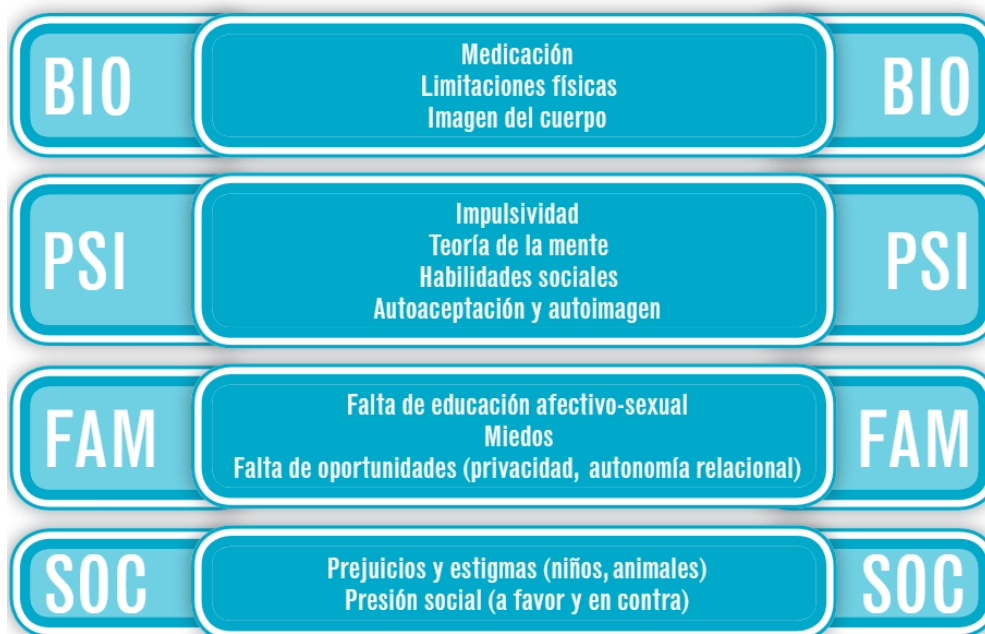 BIO
Medicación
Limitaciones físicas
Imagen del cuerpo
BIO
PSI
Impulsividad
Teoría de la mente
Habilidades sociales
Autoaceptación y autoimagen
PSI
FAM
Falta de educación afectivo-sexual
Miedos
Falta de oportunidades (privacidad, autonomía relacional)
FAM
SOC
Prejuicios y estigmas (niños, animales)
Presión social (a favor y en contra)
SOC